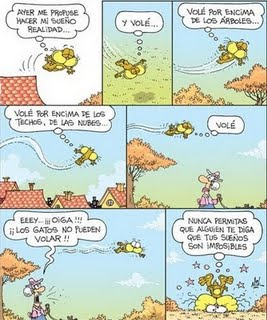 AYER ME PROPUSE
HACER MI SUEÑO
REALIDAD...
Y VOLÉ...
VOLÉ POR ENCIMA
DE LOS ÁRBOLES...
VOLÉ POR ENCIMA DE LOS
TECHOS, DE LAS NUBES...
VOLÉ
EEEY... ¡¡¡OIGA!!!
¡¡LOS GATOS NO PUEDEN
VOLAR!!
NUNCA PERMITAS
QUE ALGUIEN TE DIGA
QUE TUS SUEÑOS
SON IMPOSIBLES